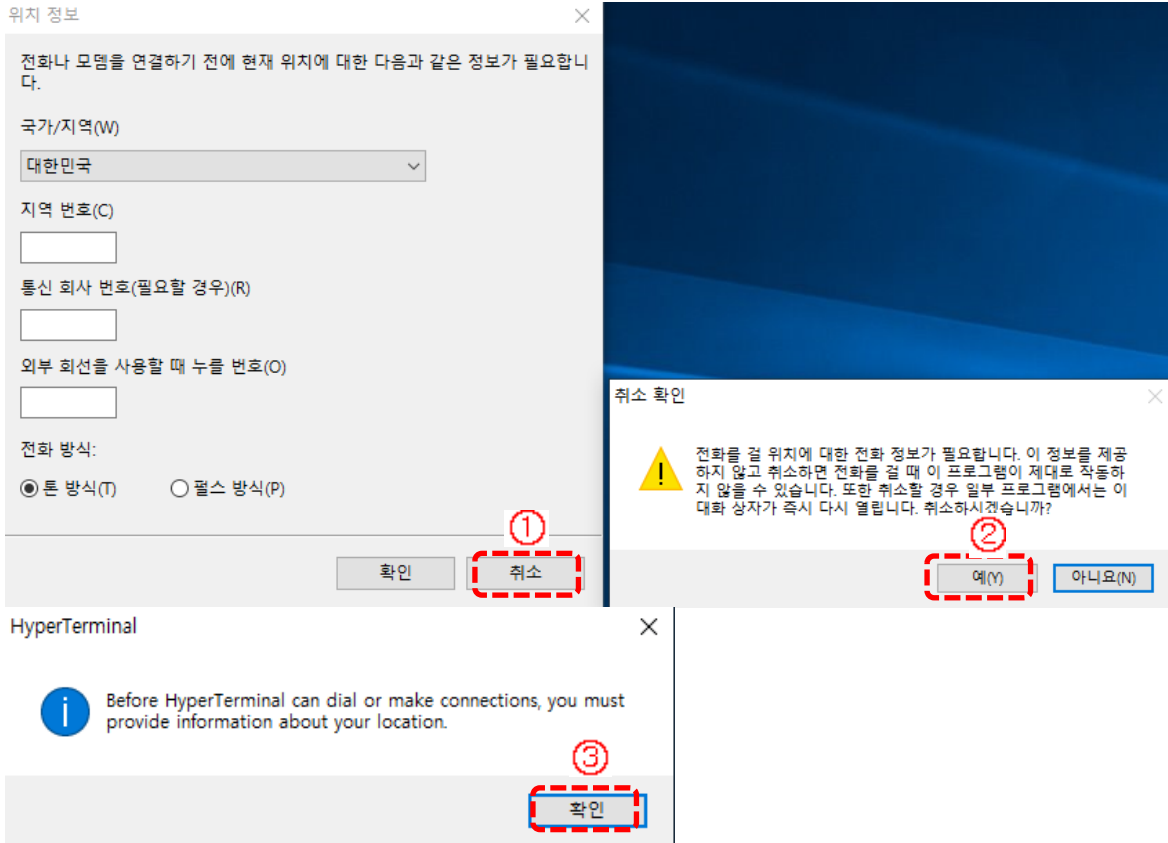 위치 정보
전화나 모뎀을 연결하기 전에 현재 위치에 대한 다음과 같은 정보가 필요합니
다.
국가/지역(W)
대한민국
지역 번호(C)
통신 회사 번호(필요할 경우)(R)
외부 회선을 사용할 때 누를 번호(O)
전화 방식:
톤 방식(T) 펄스 방식(P)
①
확인 취소
취소 확인
!
전화를 걸 위치에 대한 전화 정보가 필요합니다. 이 정보를 제공
하지 않고 취소하면 전화를 걸 때 이 프로그램이 제대로 작동하
지 않을 수 있습니다. 또한 취소할 경우 일부 프로그램에서는 이
대화 상자가 즉시 다시 열립니다. 취소하시겠습니까?
②
예(Y) 아니요(N)
HyperTerminal
i
Before HyperTerminal can dial or make connections, you must
provide information about your location.
③
확인